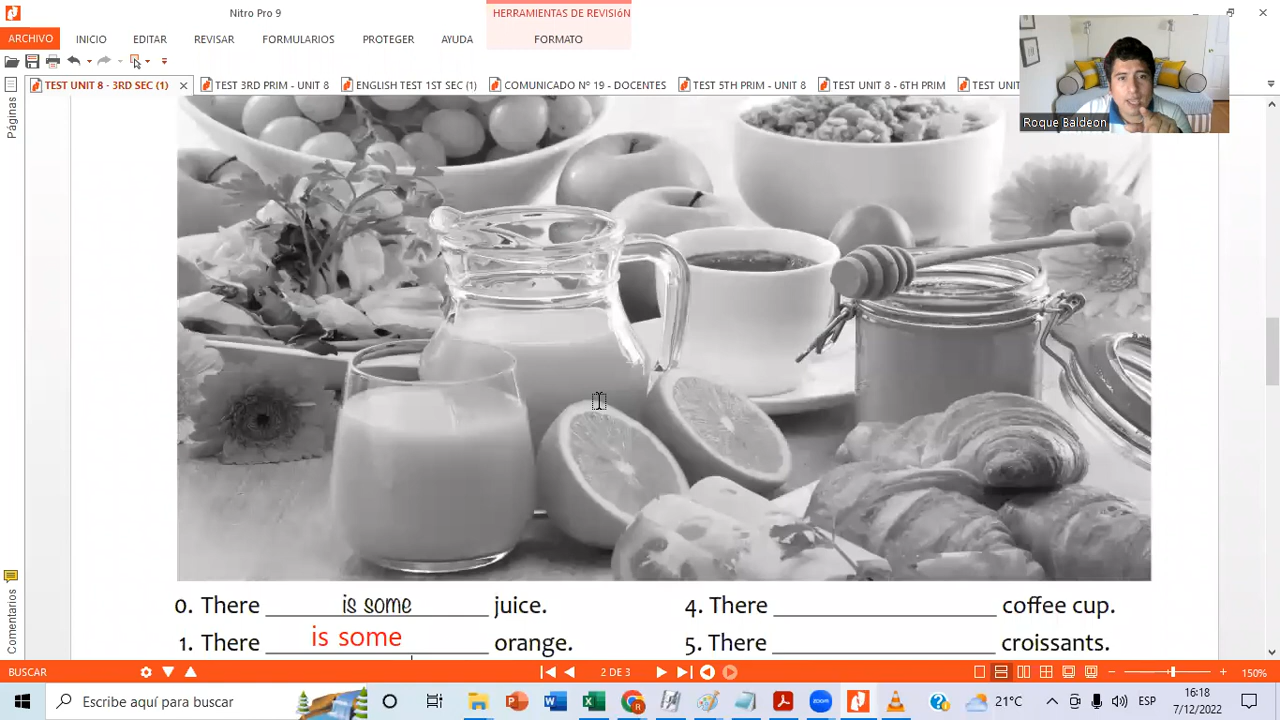 Nitro Pro 9
HERRAMIENTAS DE REVISIóN
ARCHIVO
INICIO
EDITAR
REVISAR
FORMULARIOS
PROTEGER
AYUDA
FORMATO
TEST UNIT 8 - 3RD SEC (1)
TEST 3RD PRIM - UNIT 8
ENGLISH TEST 1ST SEC (1)
COMUNICADO Nº 19 - DOCENTES
TEST 5TH PRIM - UNIT 8
TEST UNIT 8 - 6TH PRIM
TEST UNIT
Roque Baldeon
Páginas
Comentarios
0. There is some juice.
1. There is some orange.
4. There ____ coffee cup.
5. There ____ croissants.
BUSCAR
2 DE 3
150%
Escribe aquí para buscar
zoom
21°C
ESP
16:18
7/12/2022